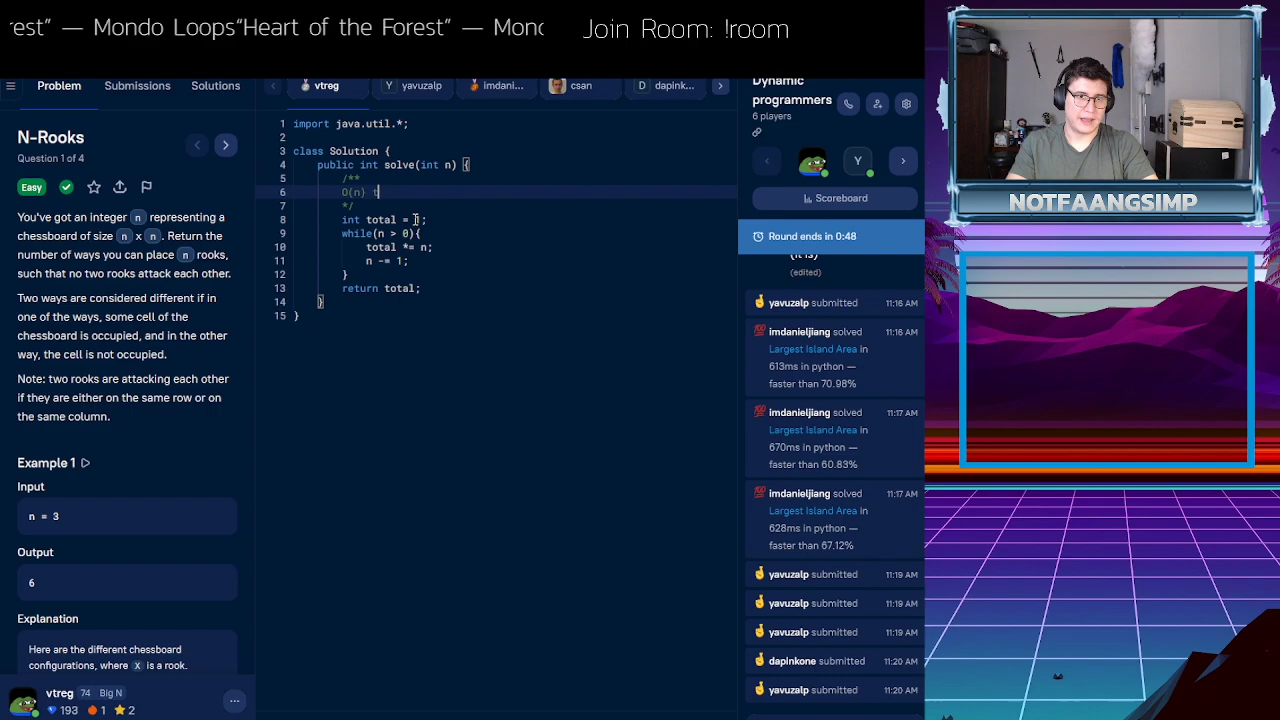 rest" — Mondo Loops"Heart of the Forest" — Mono
Join Room: !room
Problem
Submissions
Solutions
vtreg
Y yavuzalp
imdani...
csan
D dapink...
N-Rooks
Question 1 of 4
Easy
You've got an integer n representing a
chessboard of size n x n. Return the
number of ways you can place n rooks,
such that no two rooks attack each other.
Two ways are considered different if in
one of the ways, some cell of the
chessboard is occupied, and in the other
way, the cell is not occupied.
Note: two rooks are attacking each other
if they are either on the same row or on
the same column.
Example 1
Input
n = 3
Output
6
Explanation
Here are the different chessboard
configurations, where X is a rook.
vtreg 74 Big N
193 1 2
1 import java.util.*;
2
3 class Solution {
4 public int solve(int n) {
5 /**
6 O(n) t
7 */
8 int total = ;
9 while(n > 0){
10 total *= n;
11 n -= 1;
12 }
13 return total;
14 }
15 }
Dynamic
programmers
6 players
Y
Scoreboard
Round ends in 0:48
(it is)
(edited)
yavuzalp submitted 11:16 AM
imdanieljiang solved 11:16 AM
Largest Island Area in
613ms in python —
faster than 70.98%
imdanieljiang solved 11:17 AM
Largest Island Area in
670ms in python —
faster than 60.83%
imdanieljiang solved 11:17 AM
Largest Island Area in
628ms in python —
faster than 67.12%
yavuzalp submitted 11:19 AM
yavuzalp submitted 11:19 AM
yavuzalp submitted 11:19 AM
dapinkone submitted 11:20 AM
yavuzalp submitted 11:20 AM
NOTFAANGSIMP